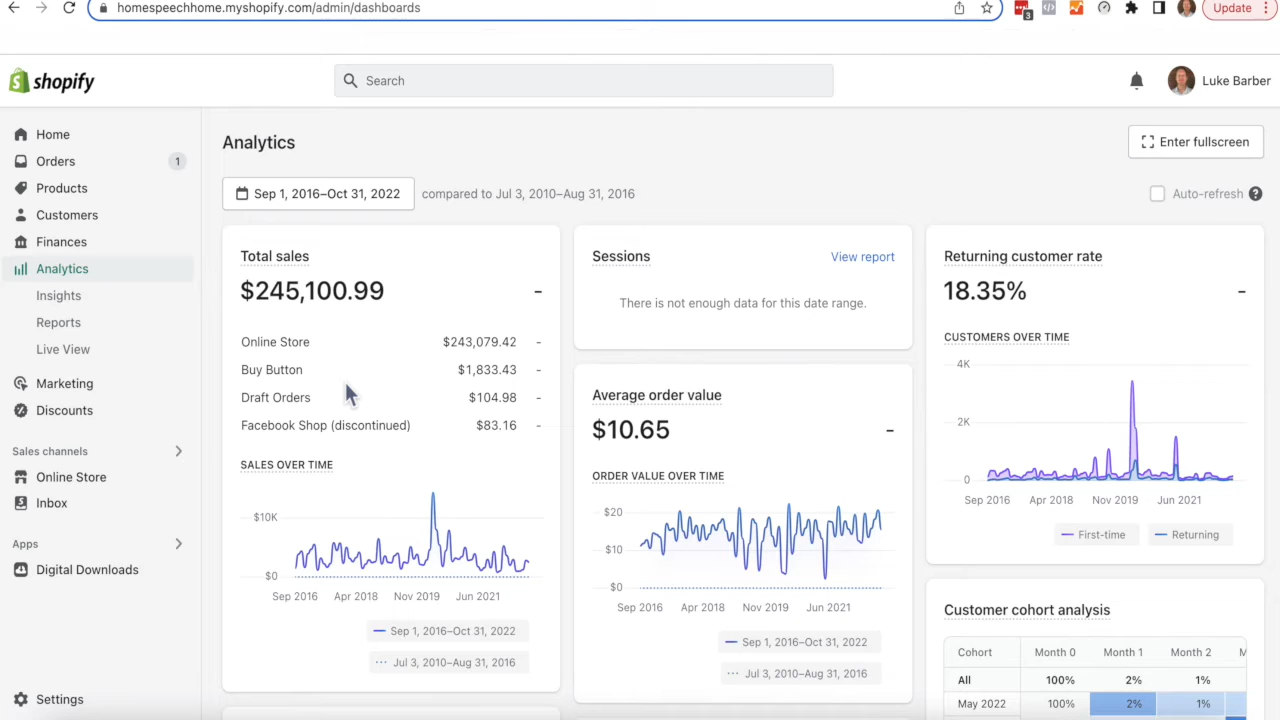 homespeechhome.myshopify.com/admin/dashboards
3
Update
shopify
Search
Luke Barber
Home
Orders
1
Products
Customers
Finances
Analytics
Insights
Reports
Live View
Marketing
Discounts
Sales channels
Online Store
Inbox
Apps
Digital Downloads
Settings
Analytics
Enter fullscreen
Sep 1, 2016–Oct 31, 2022 compared to Jul 3, 2010–Aug 31, 2016
Auto-refresh ?
Total sales
$245,100.99 -
Online Store $243,079.42 -
Buy Button $1,833.43 -
Draft Orders $104.98 -
Facebook Shop (discontinued) $83.16 -
SALES OVER TIME
$10K
$0
Sep 2016 Apr 2018 Nov 2019 Jun 2021
Sep 1, 2016–Oct 31, 2022
Jul 3, 2010–Aug 31, 2016
Sessions View report
There is not enough data for this date range.
Average order value
$10.65 -
ORDER VALUE OVER TIME
$20
$10
$0
Sep 2016 Apr 2018 Nov 2019 Jun 2021
Sep 1, 2016–Oct 31, 2022
Jul 3, 2010–Aug 31, 2016
Returning customer rate
18.35% -
CUSTOMERS OVER TIME
4K
2K
0
Sep 2016 Apr 2018 Nov 2019 Jun 2021
First-time Returning
Customer cohort analysis
Cohort Month 0 Month 1 Month 2 M
All 100% 2% 1%
May 2022 100% 2% 1%